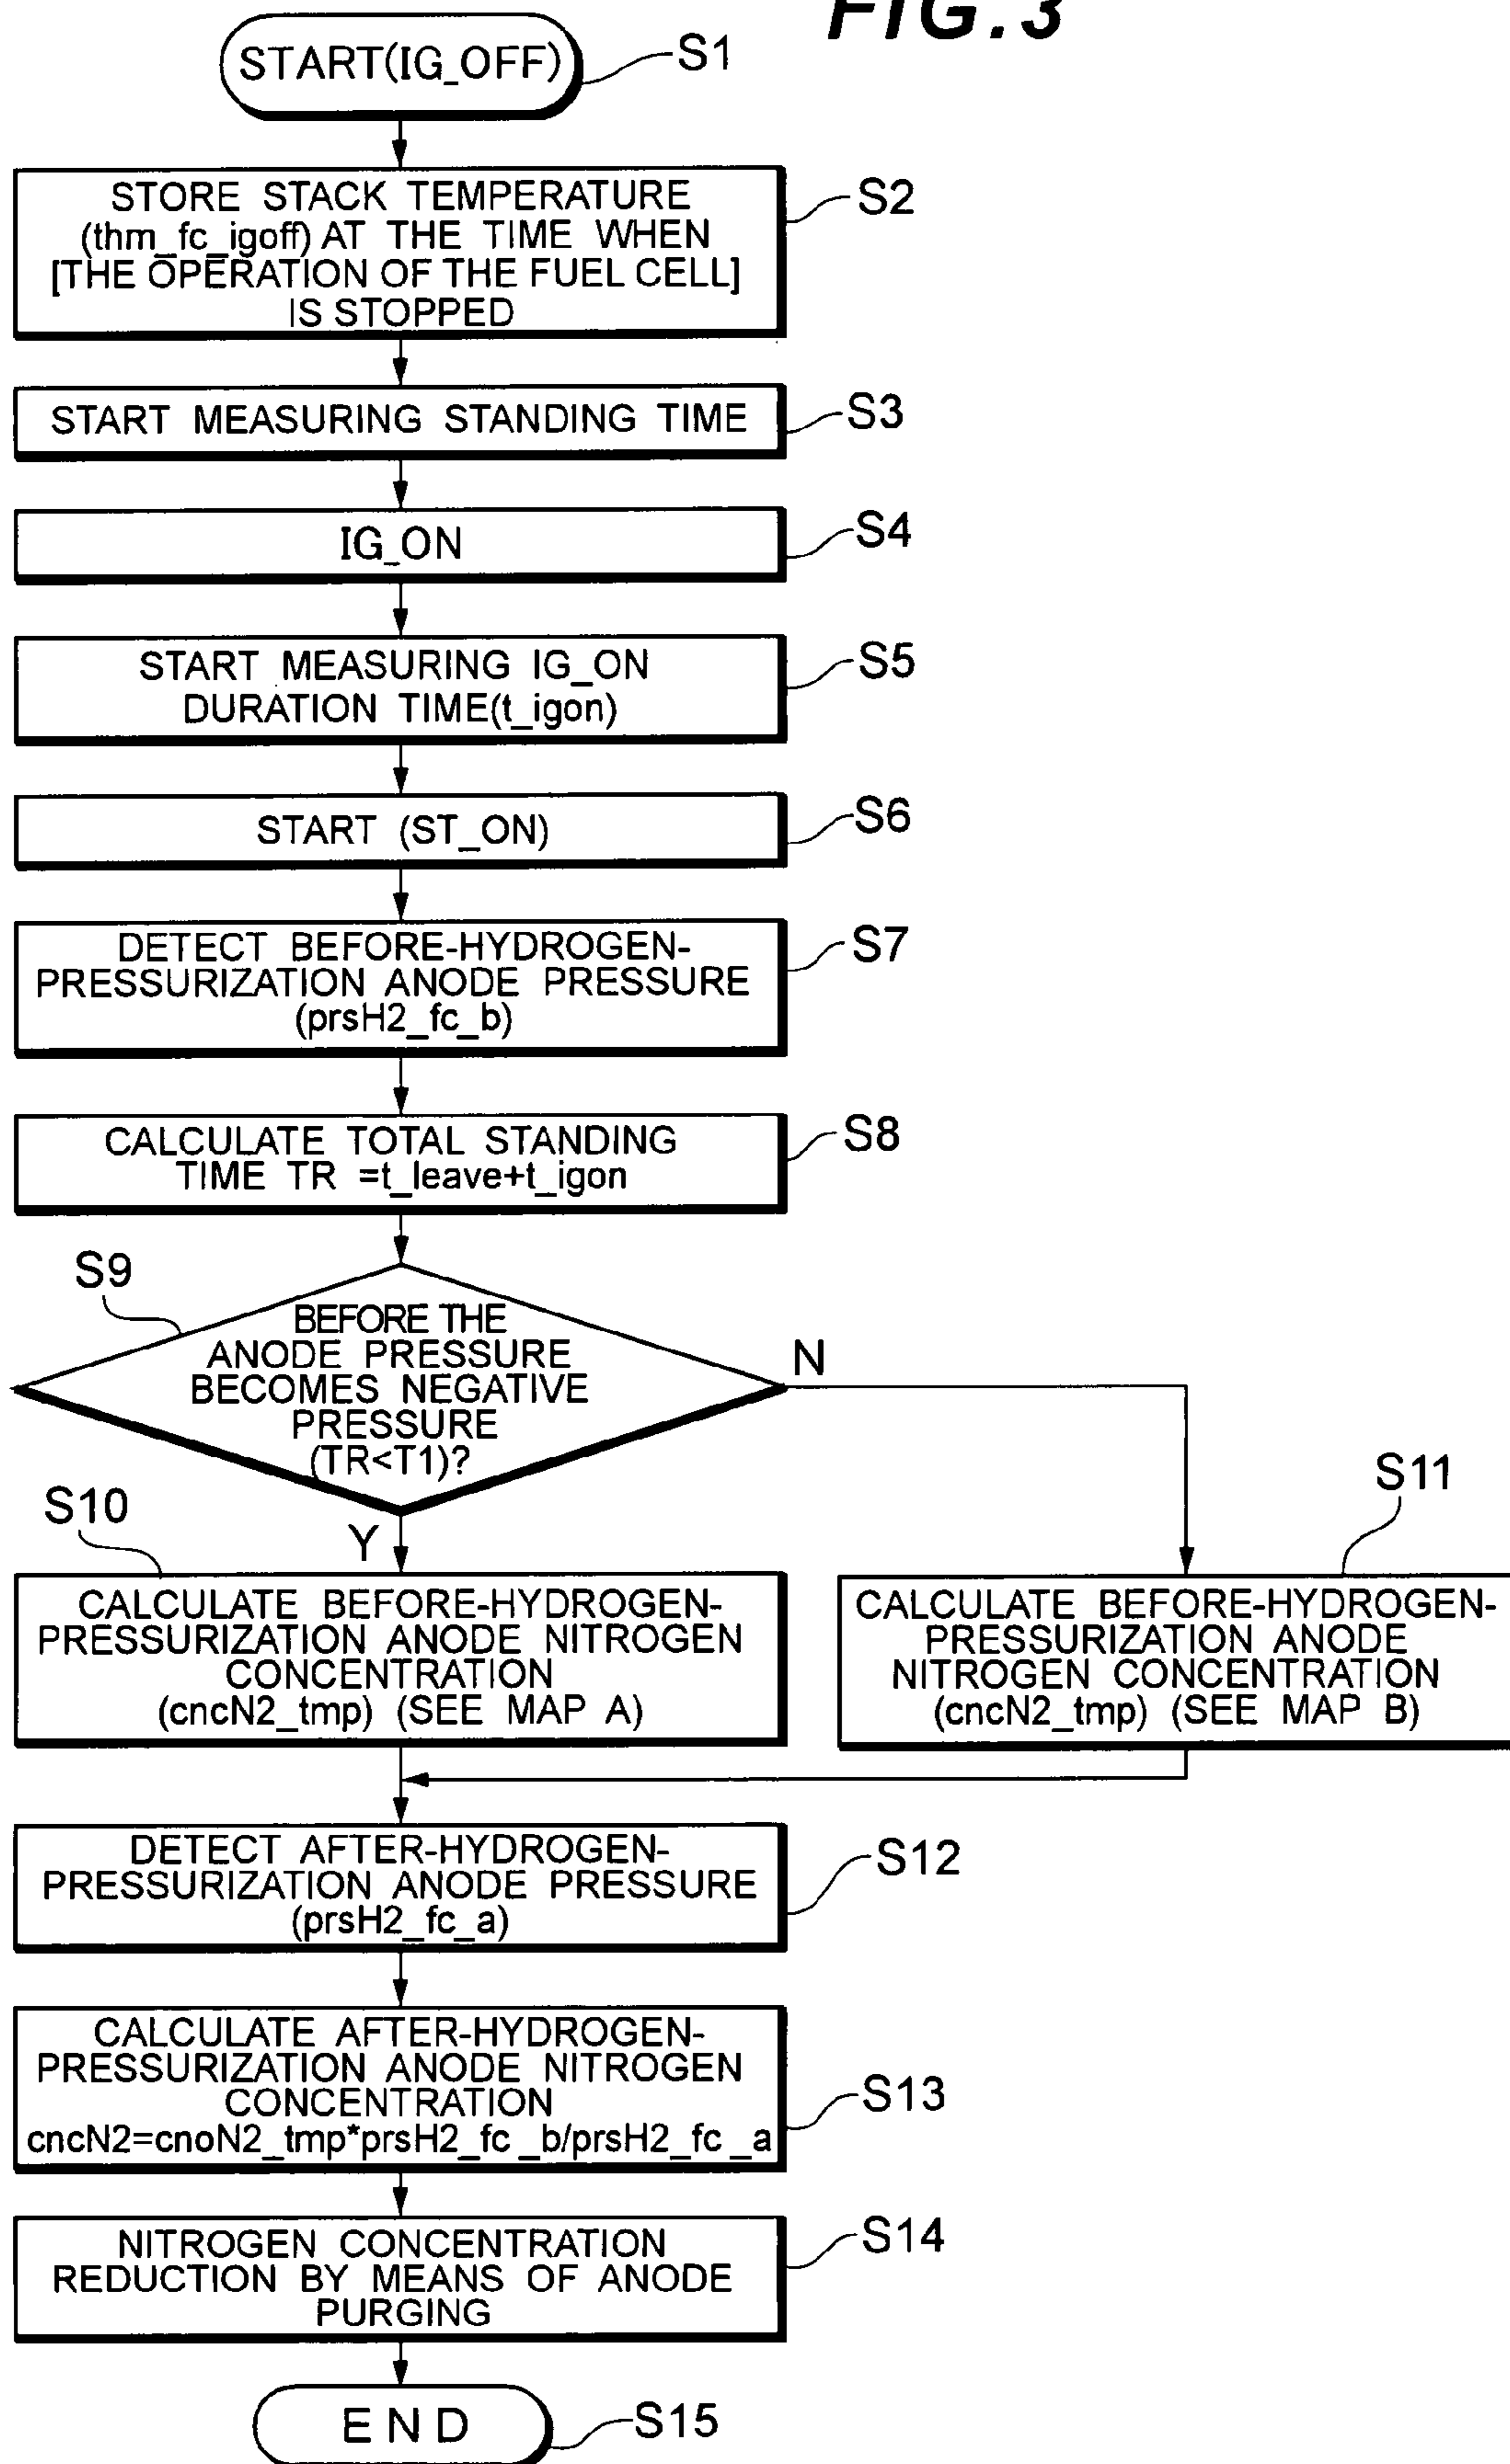 FIG.3
START(IG_OFF)
S1
STORE STACK TEMPERATURE
(thm_fc_igoff) AT THE TIME WHEN
[THE OPERATION OF THE FUEL CELL]
IS STOPPED
S2
START MEASURING STANDING TIME
S3
IG_ON
S4
START MEASURING IG_ON
DURATION TIME(t_igon)
S5
START (ST_ON)
S6
DETECT BEFORE-HYDROGEN-
PRESSURIZATION ANODE PRESSURE
(prsH2_fc_b)
S7
CALCULATE TOTAL STANDING
TIME TR =t_leave+t_igon
S8
S9
BEFORE THE
ANODE PRESSURE
BECOMES NEGATIVE
PRESSURE
(TR<T1)?
N
Y
S10
CALCULATE BEFORE-HYDROGEN-
PRESSURIZATION ANODE NITROGEN
CONCENTRATION
(cncN2_tmp) (SEE MAP A)
S11
CALCULATE BEFORE-HYDROGEN-
PRESSURIZATION ANODE
NITROGEN CONCENTRATION
(cncN2_tmp) (SEE MAP B)
DETECT AFTER-HYDROGEN-
PRESSURIZATION ANODE PRESSURE
(prsH2_fc_a)
S12
CALCULATE AFTER-HYDROGEN-
PRESSURIZATION ANODE NITROGEN
CONCENTRATION
cncN2=cnoN2_tmp*prsH2_fc _b/prsH2_fc _a
S13
NITROGEN CONCENTRATION
REDUCTION BY MEANS OF ANODE
PURGING
S14
END
S15